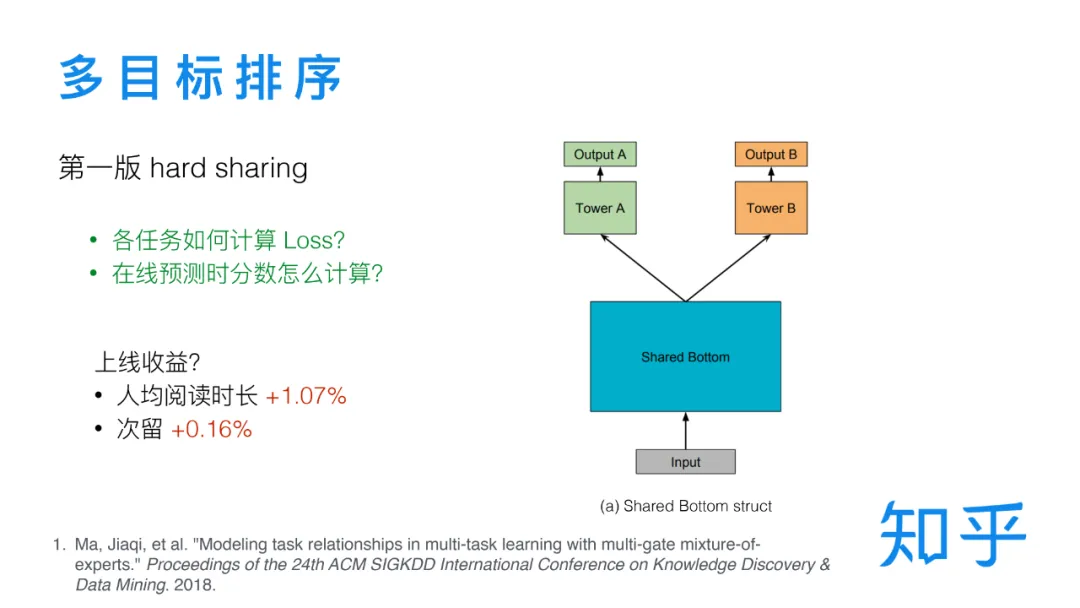 多目标排序
第一版 hard sharing
• 各任务如何计算 Loss?
• 在线预测时分数怎么计算?
上线收益?
• 人均阅读时长 +1.07%
• 次留 +0.16%
Output A
Output B
Tower A
Tower B
Shared Bottom
Input
(a) Shared Bottom struct
知乎
1. Ma, Jiaqi, et al. "Modeling task relationships in multi-task learning with multi-gate mixture-of-
experts." Proceedings of the 24th ACM SIGKDD International Conference on Knowledge Discovery &
Data Mining. 2018.